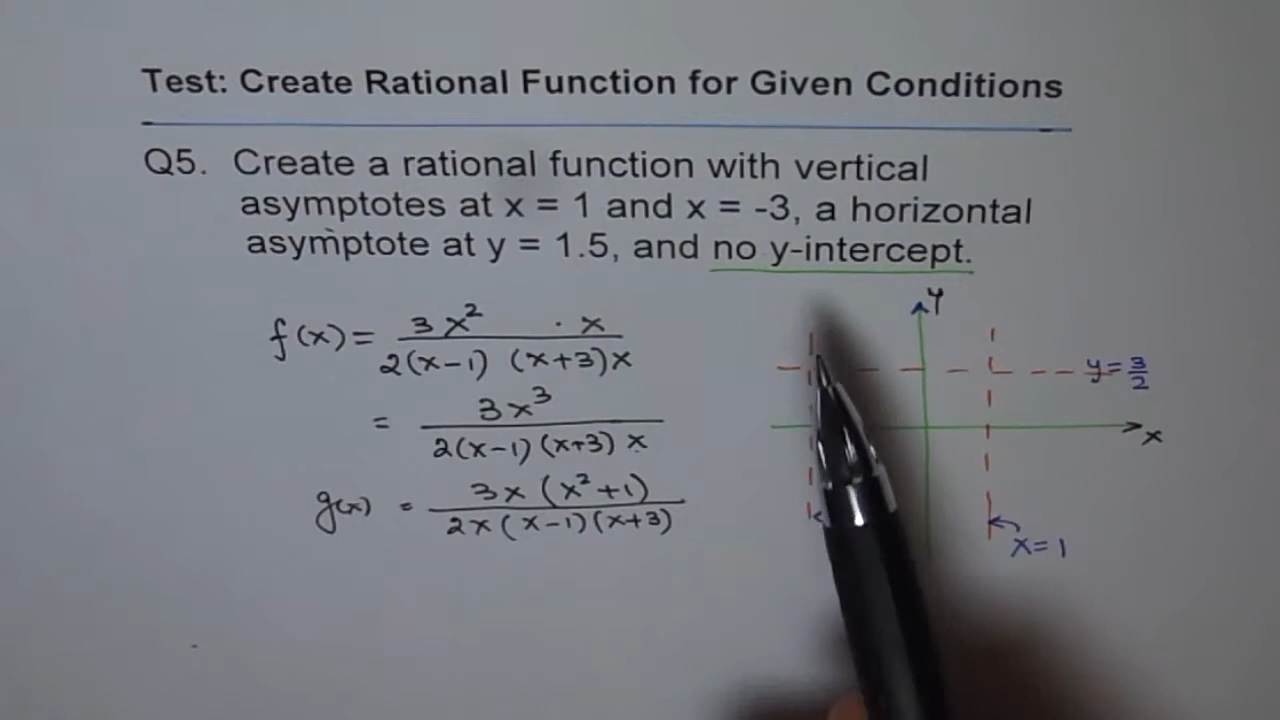 Test: Create Rational Function for Given Conditions
Q5. Create a rational function with vertical
asymptotes at x = 1 and x = -3, a horizontal
asymptote at y = 1.5, and no y-intercept.
f(x) = 3x² · x / 2(x-1) (x+3)x
= 3x³ / 2(x-1)(x+3) x
g(x) = 3x(x²+1) / 2x(x-1)(x+3)
Y
y = 3/2
x
x = 1